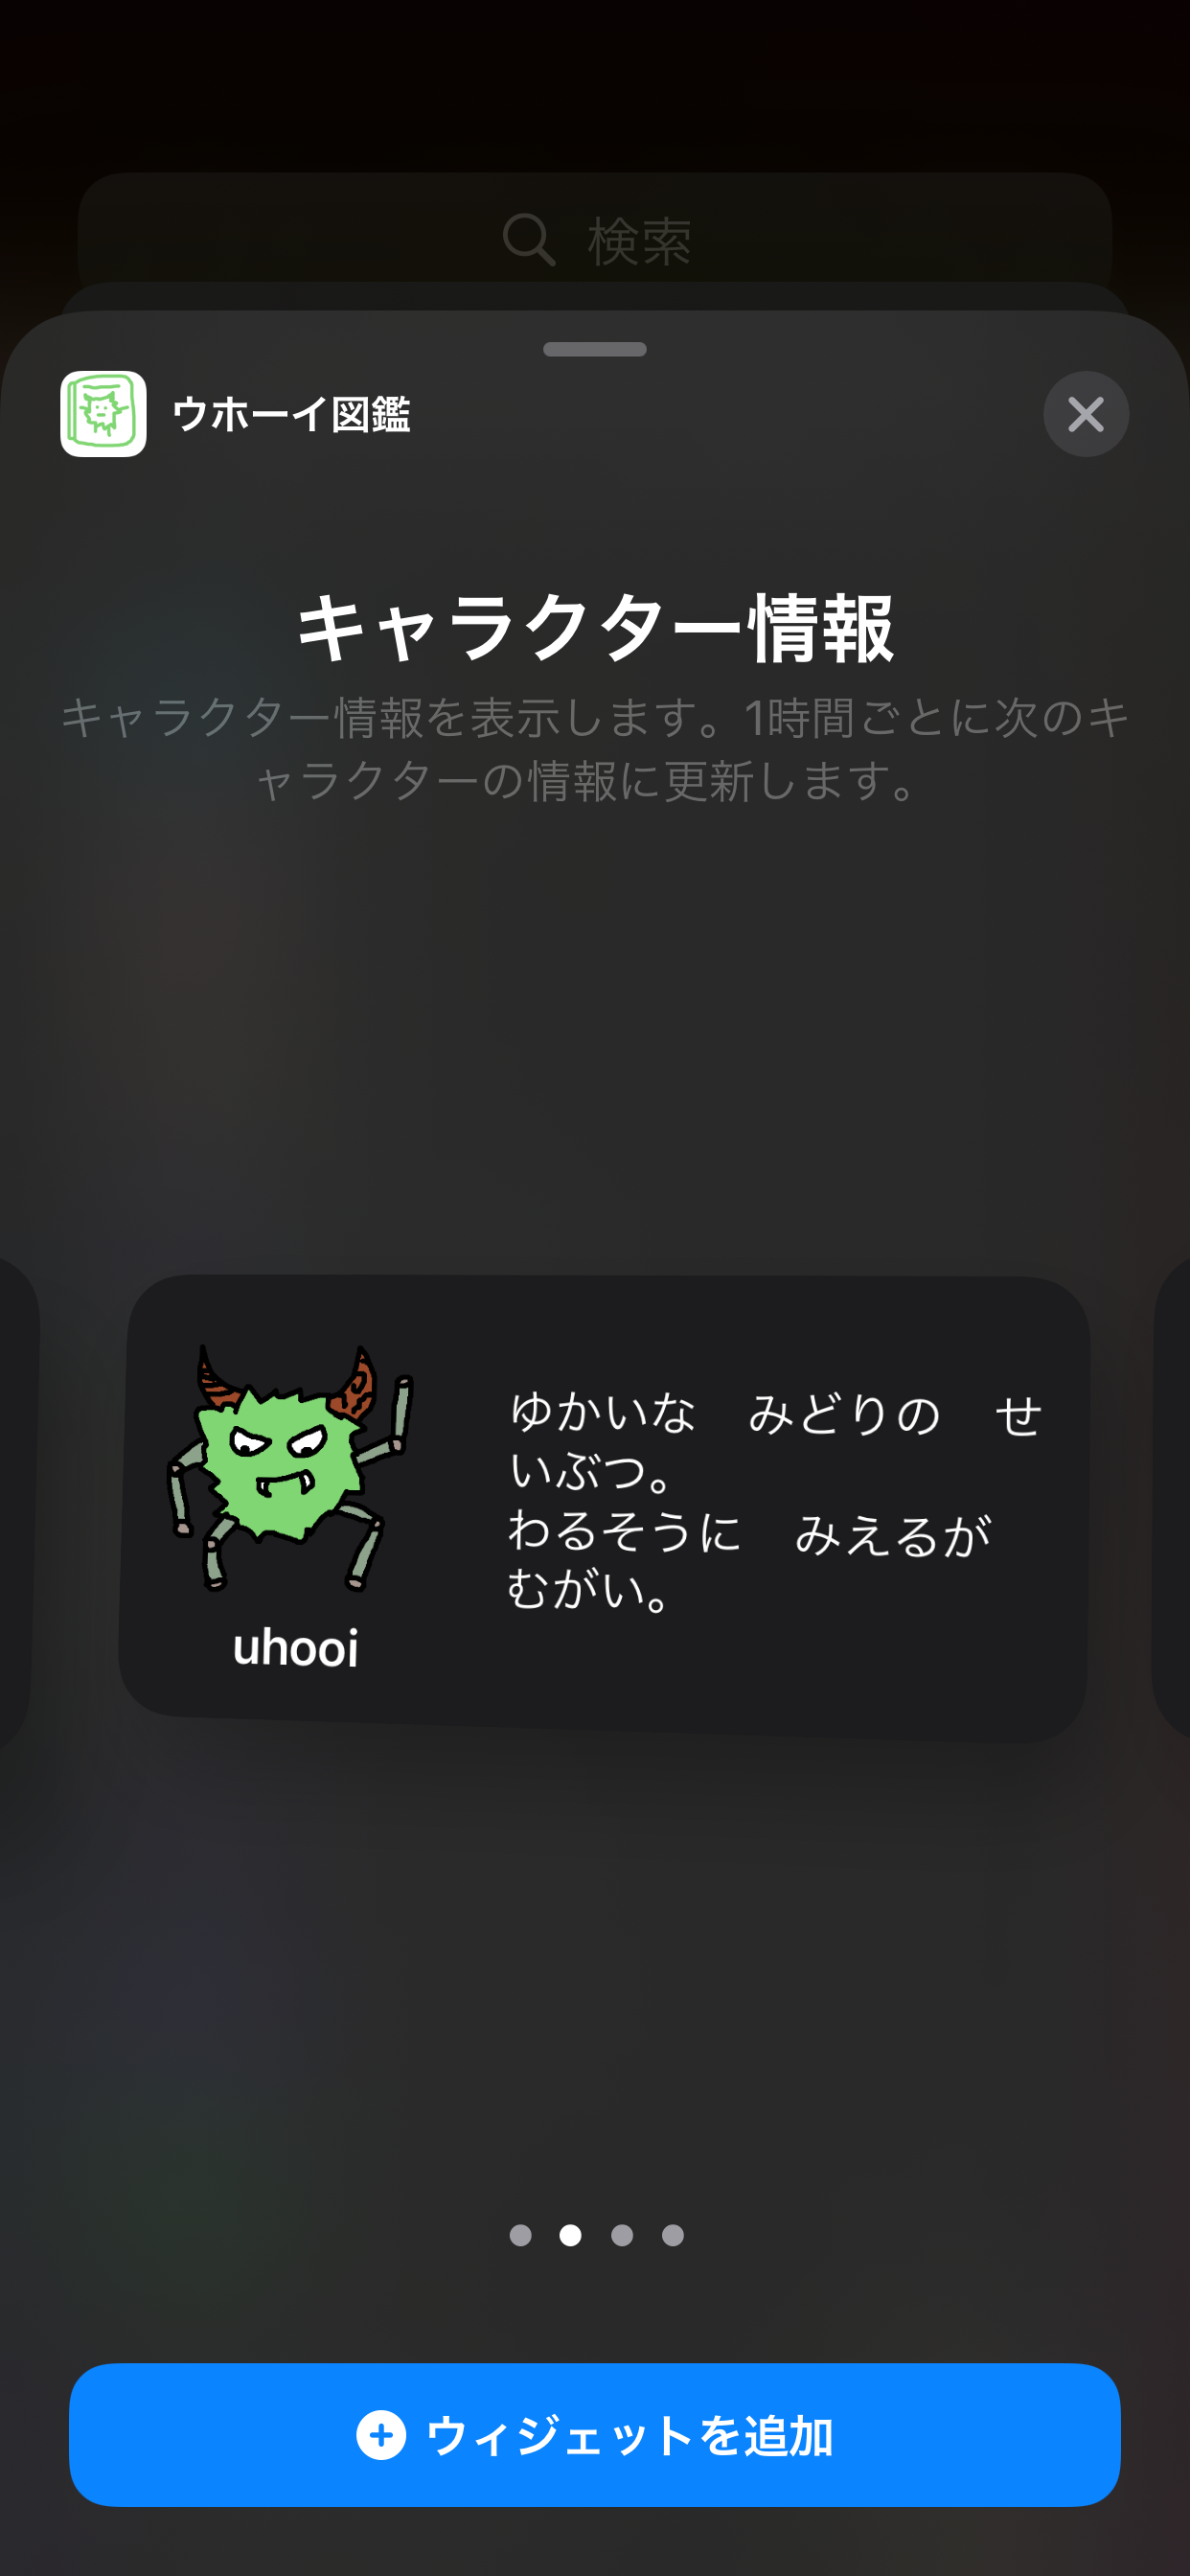 検索
ウホーイ図鑑
キャラクター情報
キャラクター情報を表示します。1時間ごとに次のキ
ャラクターの情報に更新します。
ゆかいな　みどりの　せ
いぶつ。
わるそうに　みえるが
むがい。
uhooi
ウィジェットを追加